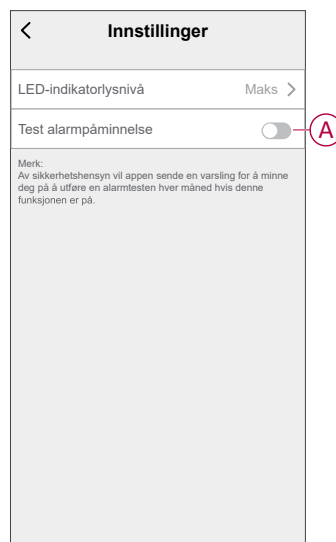 Innstillinger
LED-indikatorlysnivå Maks
Test alarmpåminnelse
A
Merk:
Av sikkerhetshensyn vil appen sende en varsling for å minne
deg på å utføre en alarmtesten hver måned hvis denne
funksjonen er på.